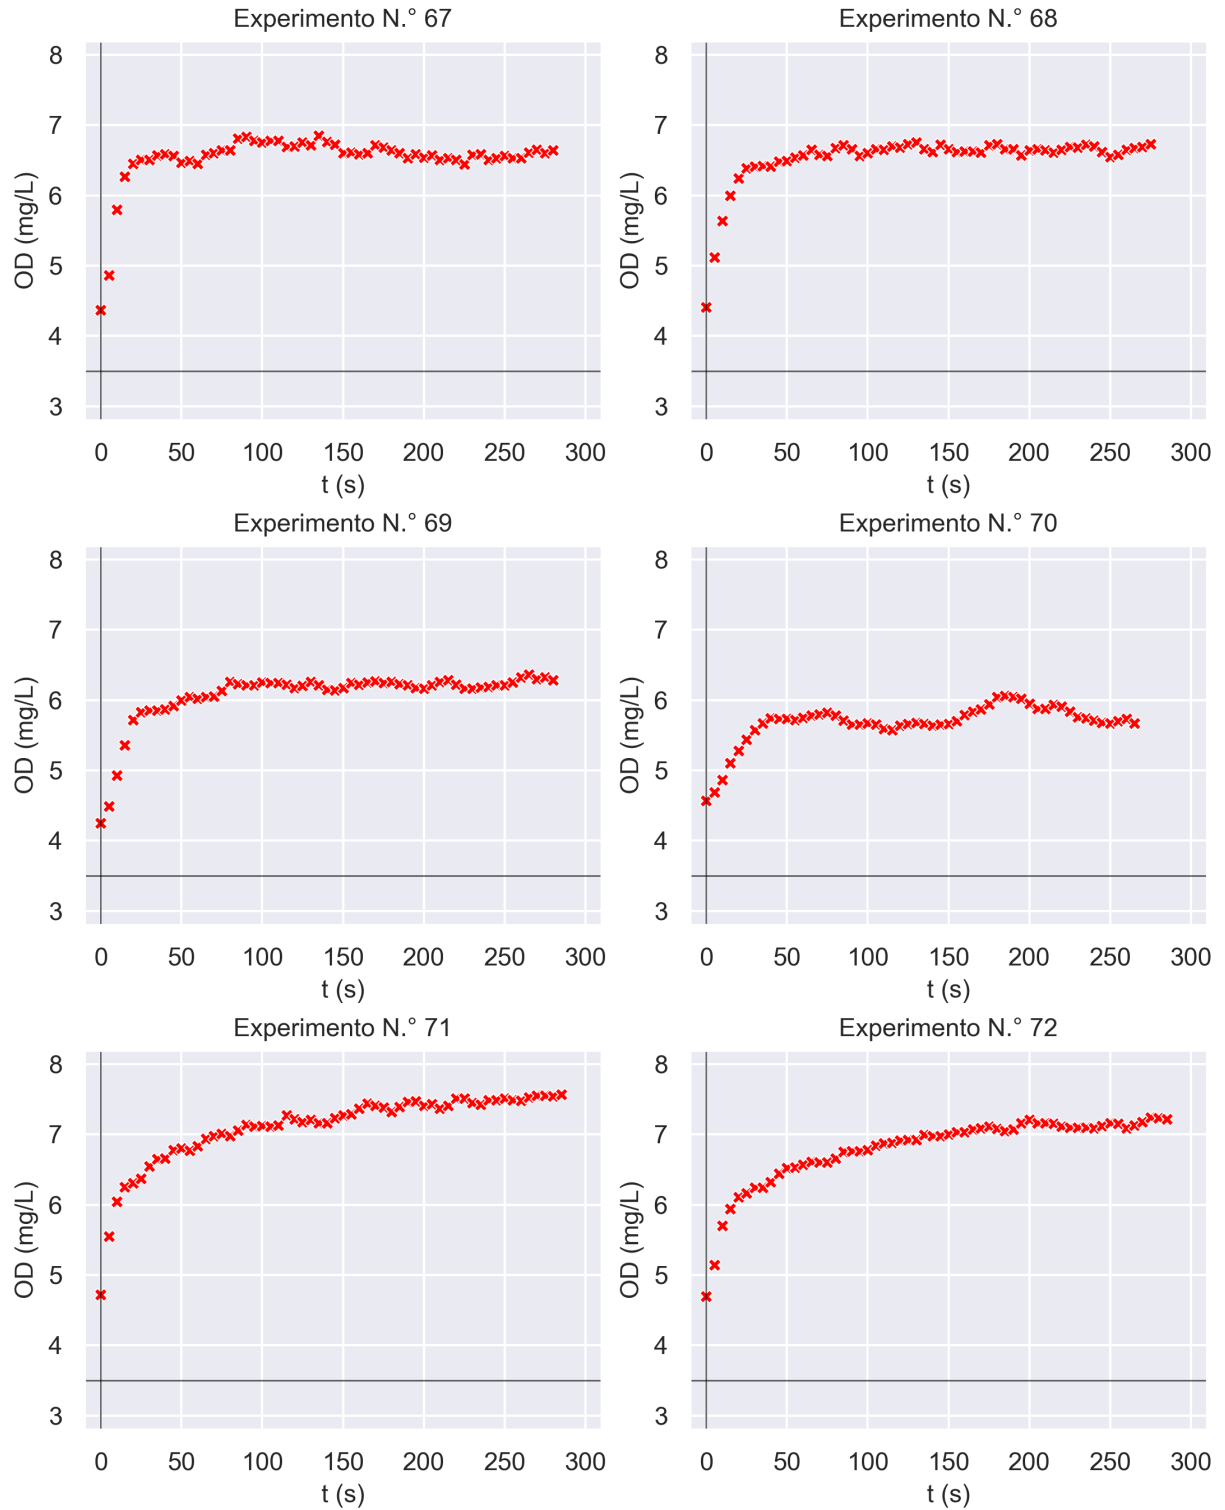 Experimento N.° 67
8
7
6
5
4
3
OD (mg/L)
0 50 100 150 200 250 300
t (s)
Experimento N.° 68
8
7
6
5
4
3
OD (mg/L)
0 50 100 150 200 250 300
t (s)
Experimento N.° 69
8
7
6
5
4
3
OD (mg/L)
0 50 100 150 200 250 300
t (s)
Experimento N.° 70
8
7
6
5
4
3
OD (mg/L)
0 50 100 150 200 250 300
t (s)
Experimento N.° 71
8
7
6
5
4
3
OD (mg/L)
0 50 100 150 200 250 300
t (s)
Experimento N.° 72
8
7
6
5
4
3
OD (mg/L)
0 50 100 150 200 250 300
t (s)